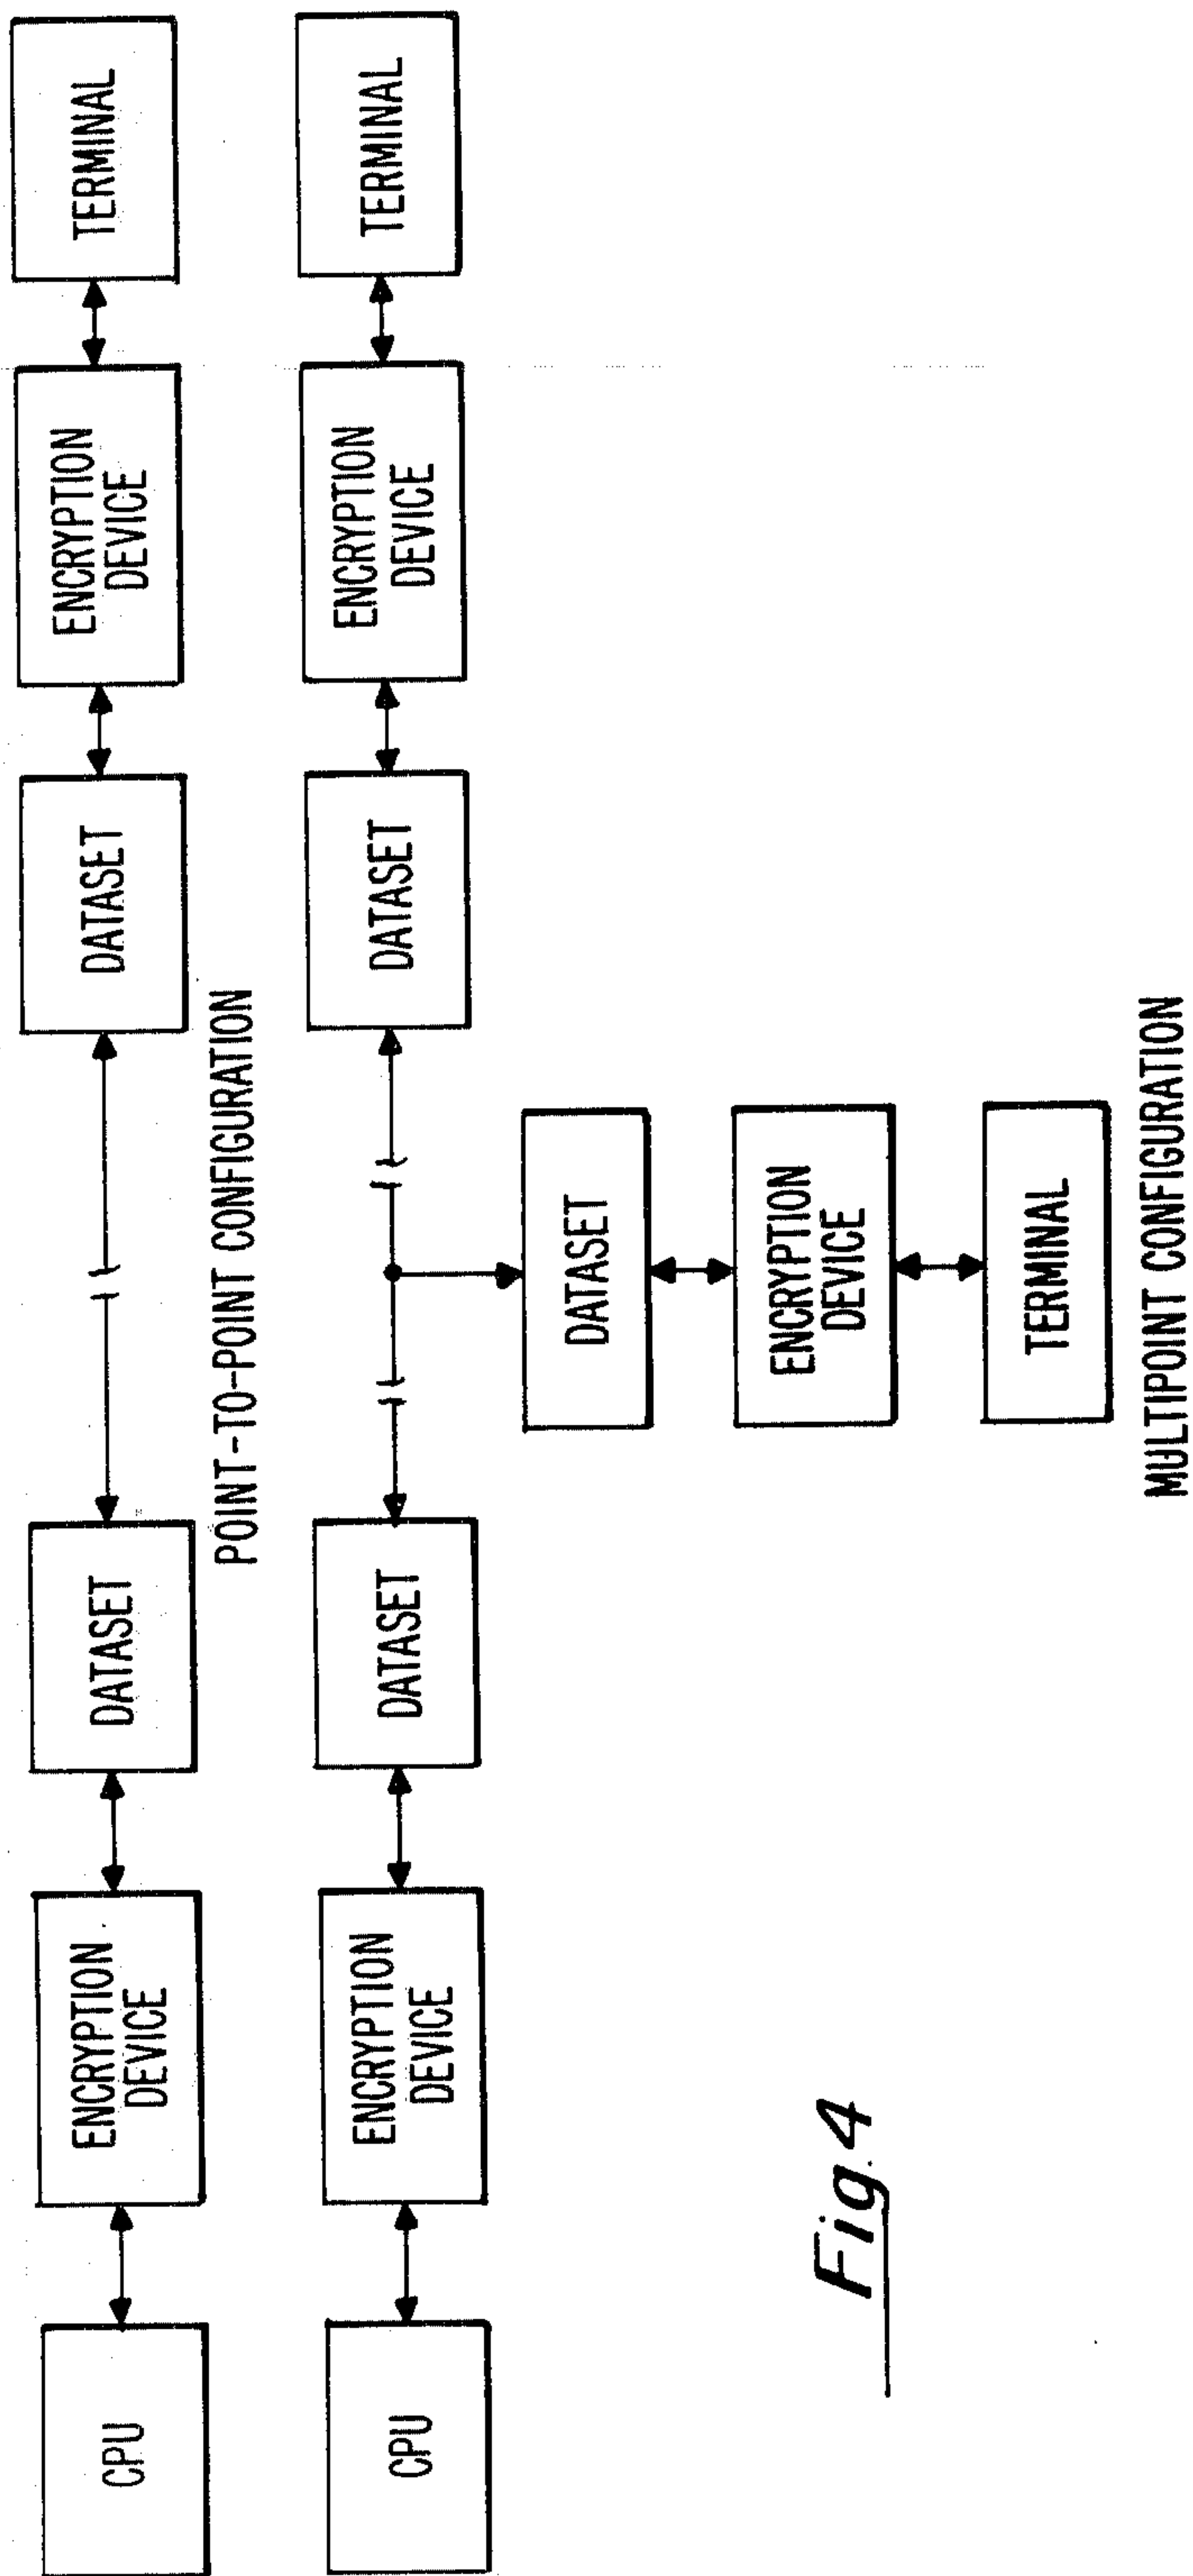 CPU
ENCRYPTION
DEVICE
DATASET
DATASET
ENCRYPTION
DEVICE
TERMINAL
POINT-TO-POINT CONFIGURATION
CPU
ENCRYPTION
DEVICE
DATASET
DATASET
ENCRYPTION
DEVICE
TERMINAL
DATASET
ENCRYPTION
DEVICE
TERMINAL
MULTIPOINT CONFIGURATION
Fig. 4